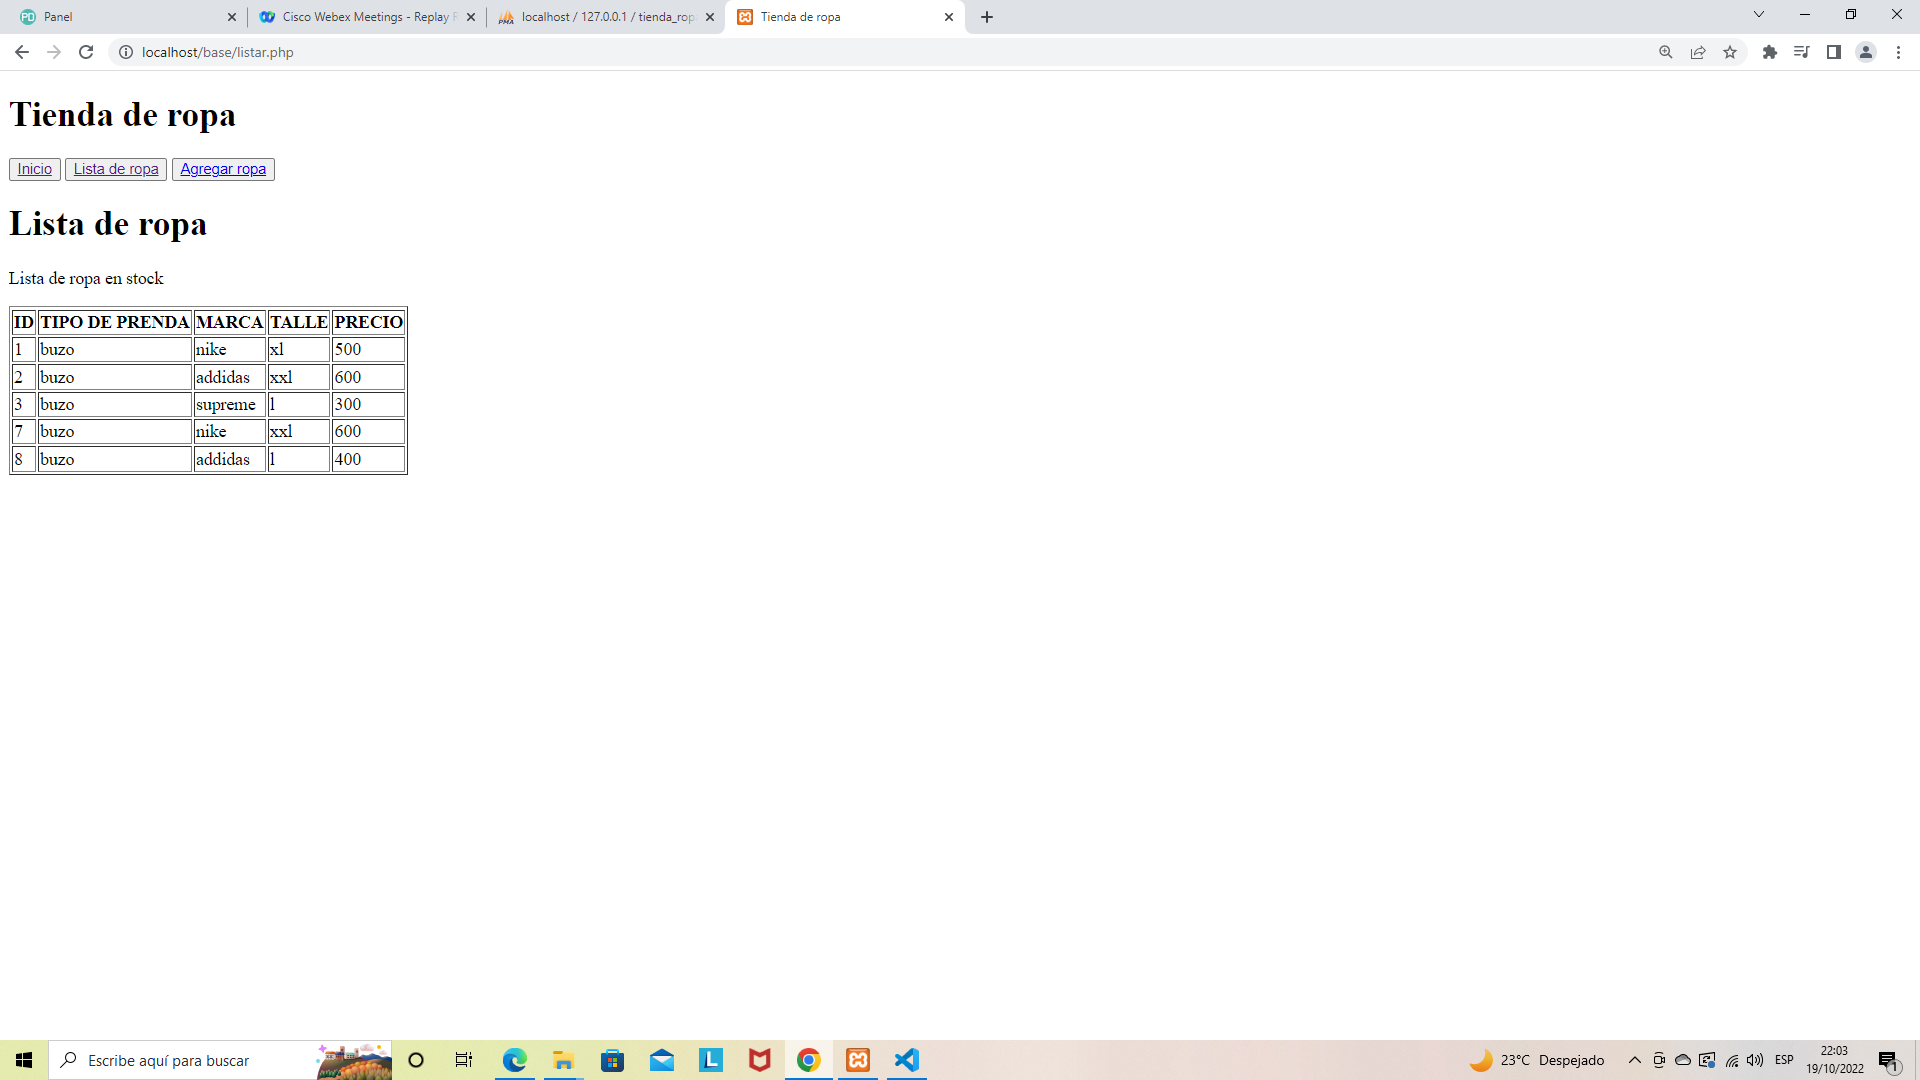 Panel
Cisco Webex Meetings - Replay
localhost / 127.0.0.1 / tienda_rop
Tienda de ropa
localhost/base/listar.php
Tienda de ropa
Inicio Lista de ropa Agregar ropa
Lista de ropa
Lista de ropa en stock
ID TIPO DE PRENDA MARCA TALLE PRECIO
1 buzo nike xl 500
2 buzo addidas xxl 600
3 buzo supreme l 300
7 buzo nike xxl 600
8 buzo addidas l 400
Escribe aquí para buscar
23°C Despejado
ESP
22:03
19/10/2022
1